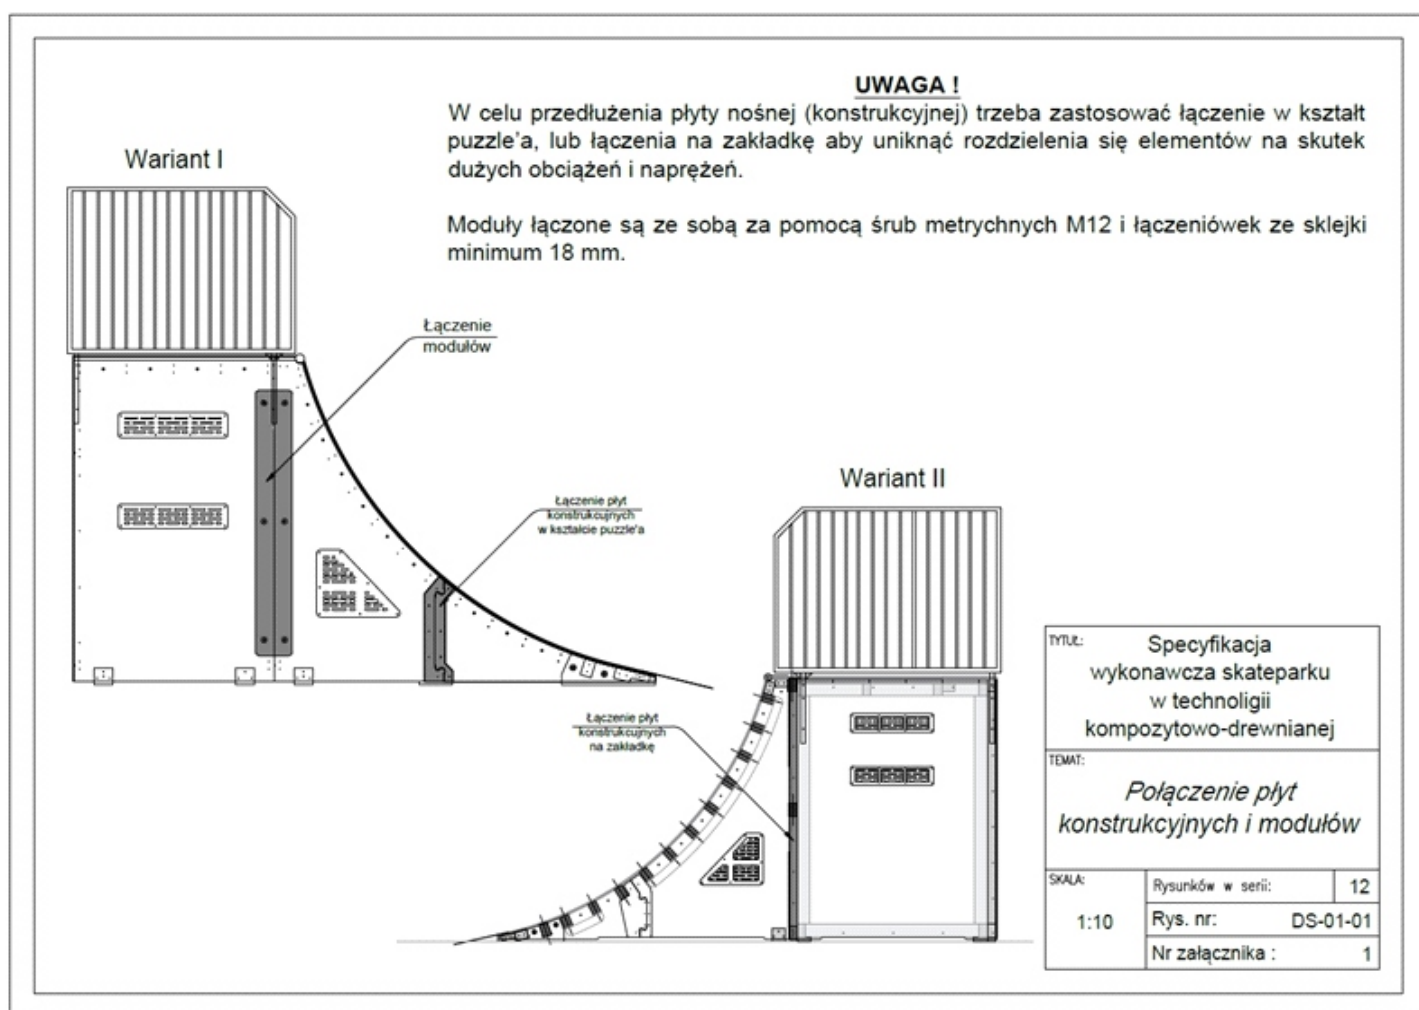 UWAGA !
W celu przedłużenia płyty nośnej (konstrukcyjnej) trzeba zastosować łączenie w kształt
puzzle'a, lub łączenia na zakładkę aby uniknąć rozdzielenia się elementów na skutek
dużych obciążeń i naprężeń.
Moduły łączone są ze sobą za pomocą śrub metrychnych M12 i łączeniówek ze sklejki
minimum 18 mm.
Wariant I
Łączenie
modułów
Łączenie płyt
konstrukcujnych
w kształcie puzzle'a
Wariant II
Łączenie płyt
konstrukcujnych
na zakładkę
TYTUŁ:
Specyfikacja
wykonawcza skateparku
w technoligii
kompozytowo-drewnianej
TEMAT:
Połączenie płyt
konstrukcyjnych i modułów
SKALA:
1:10
Rysunków w serii: 12
Rys. nr: DS-01-01
Nr załącznika : 1